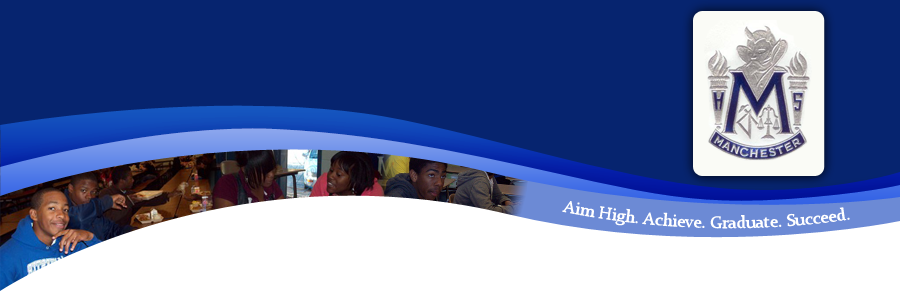 H M S
MANCHESTER
Aim High. Achieve. Graduate. Succeed.